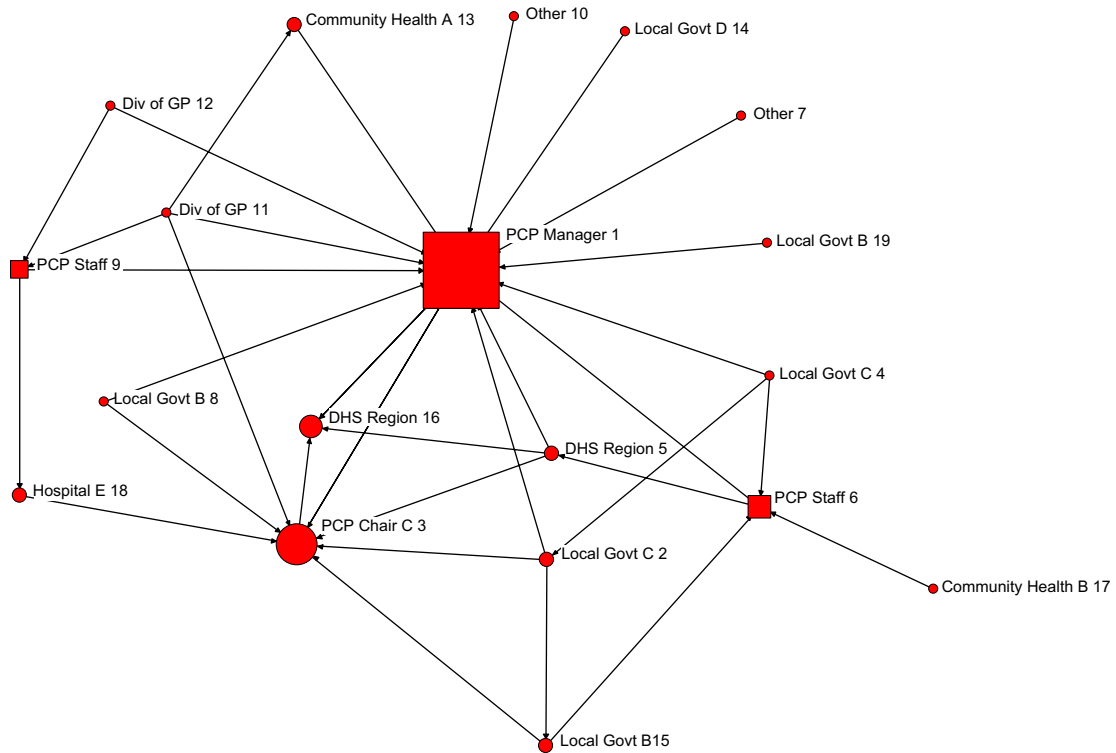 Other 10
Community Health A 13
Local Govt D 14
Div of GP 12
Other 7
Div of GP 11
PCP Manager 1
Local Govt B 19
PCP Staff 9
Local Govt C 4
Local Govt B 8
DHS Region 16
DHS Region 5
Hospital E 18
PCP Staff 6
PCP Chair C 3
Local Govt C 2
Community Health B 17
Local Govt B15